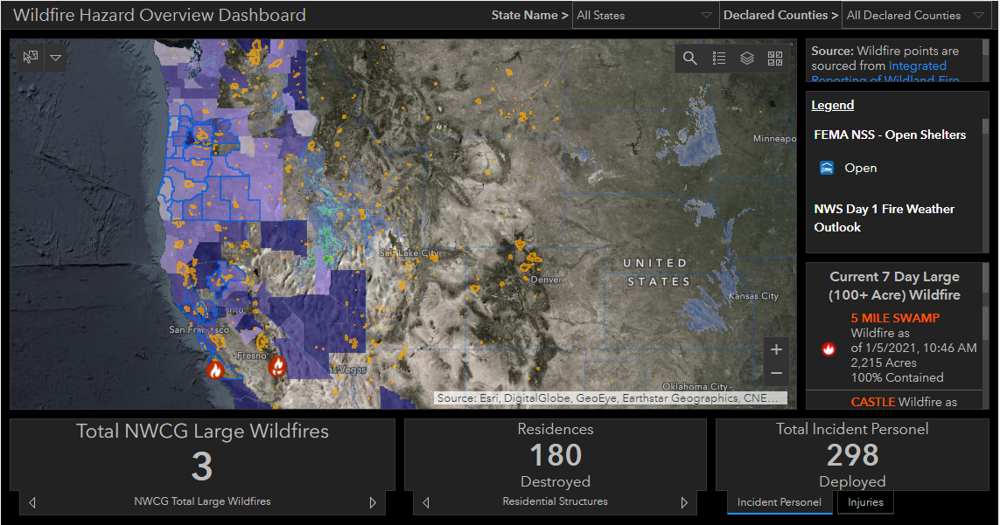 Wildfire Hazard Overview Dashboard
State Name >
All States
Declared Counties >
All Declared Counties
Source: Wildfire points are
sourced from Integrated
Reporting of Wildland-Fire
Legend
FEMA NSS - Open Shelters
Open
NWS Day 1 Fire Weather
Outlook
Current 7 Day Large
(100+ Acre) Wildfire
5 MILE SWAMP
Wildfire as
of 1/5/2021, 10:46 AM
2,215 Acres
100% Contained
CASTLE Wildfire as
Seattle
Minneapo
Salt Lake City
UNITED
STATES
Denver
Kansas City
San Francisco
Fresno
Las Vegas
Oklahoma City
+
−
Source: Esri, DigitalGlobe, GeoEye, Earthstar Geographics, CNE...
Total NWCG Large Wildfires
3
NWCG Total Large Wildfires
Residences
180
Destroyed
Residential Structures
Total Incident Personel
298
Deployed
Incident Personel
Injuries